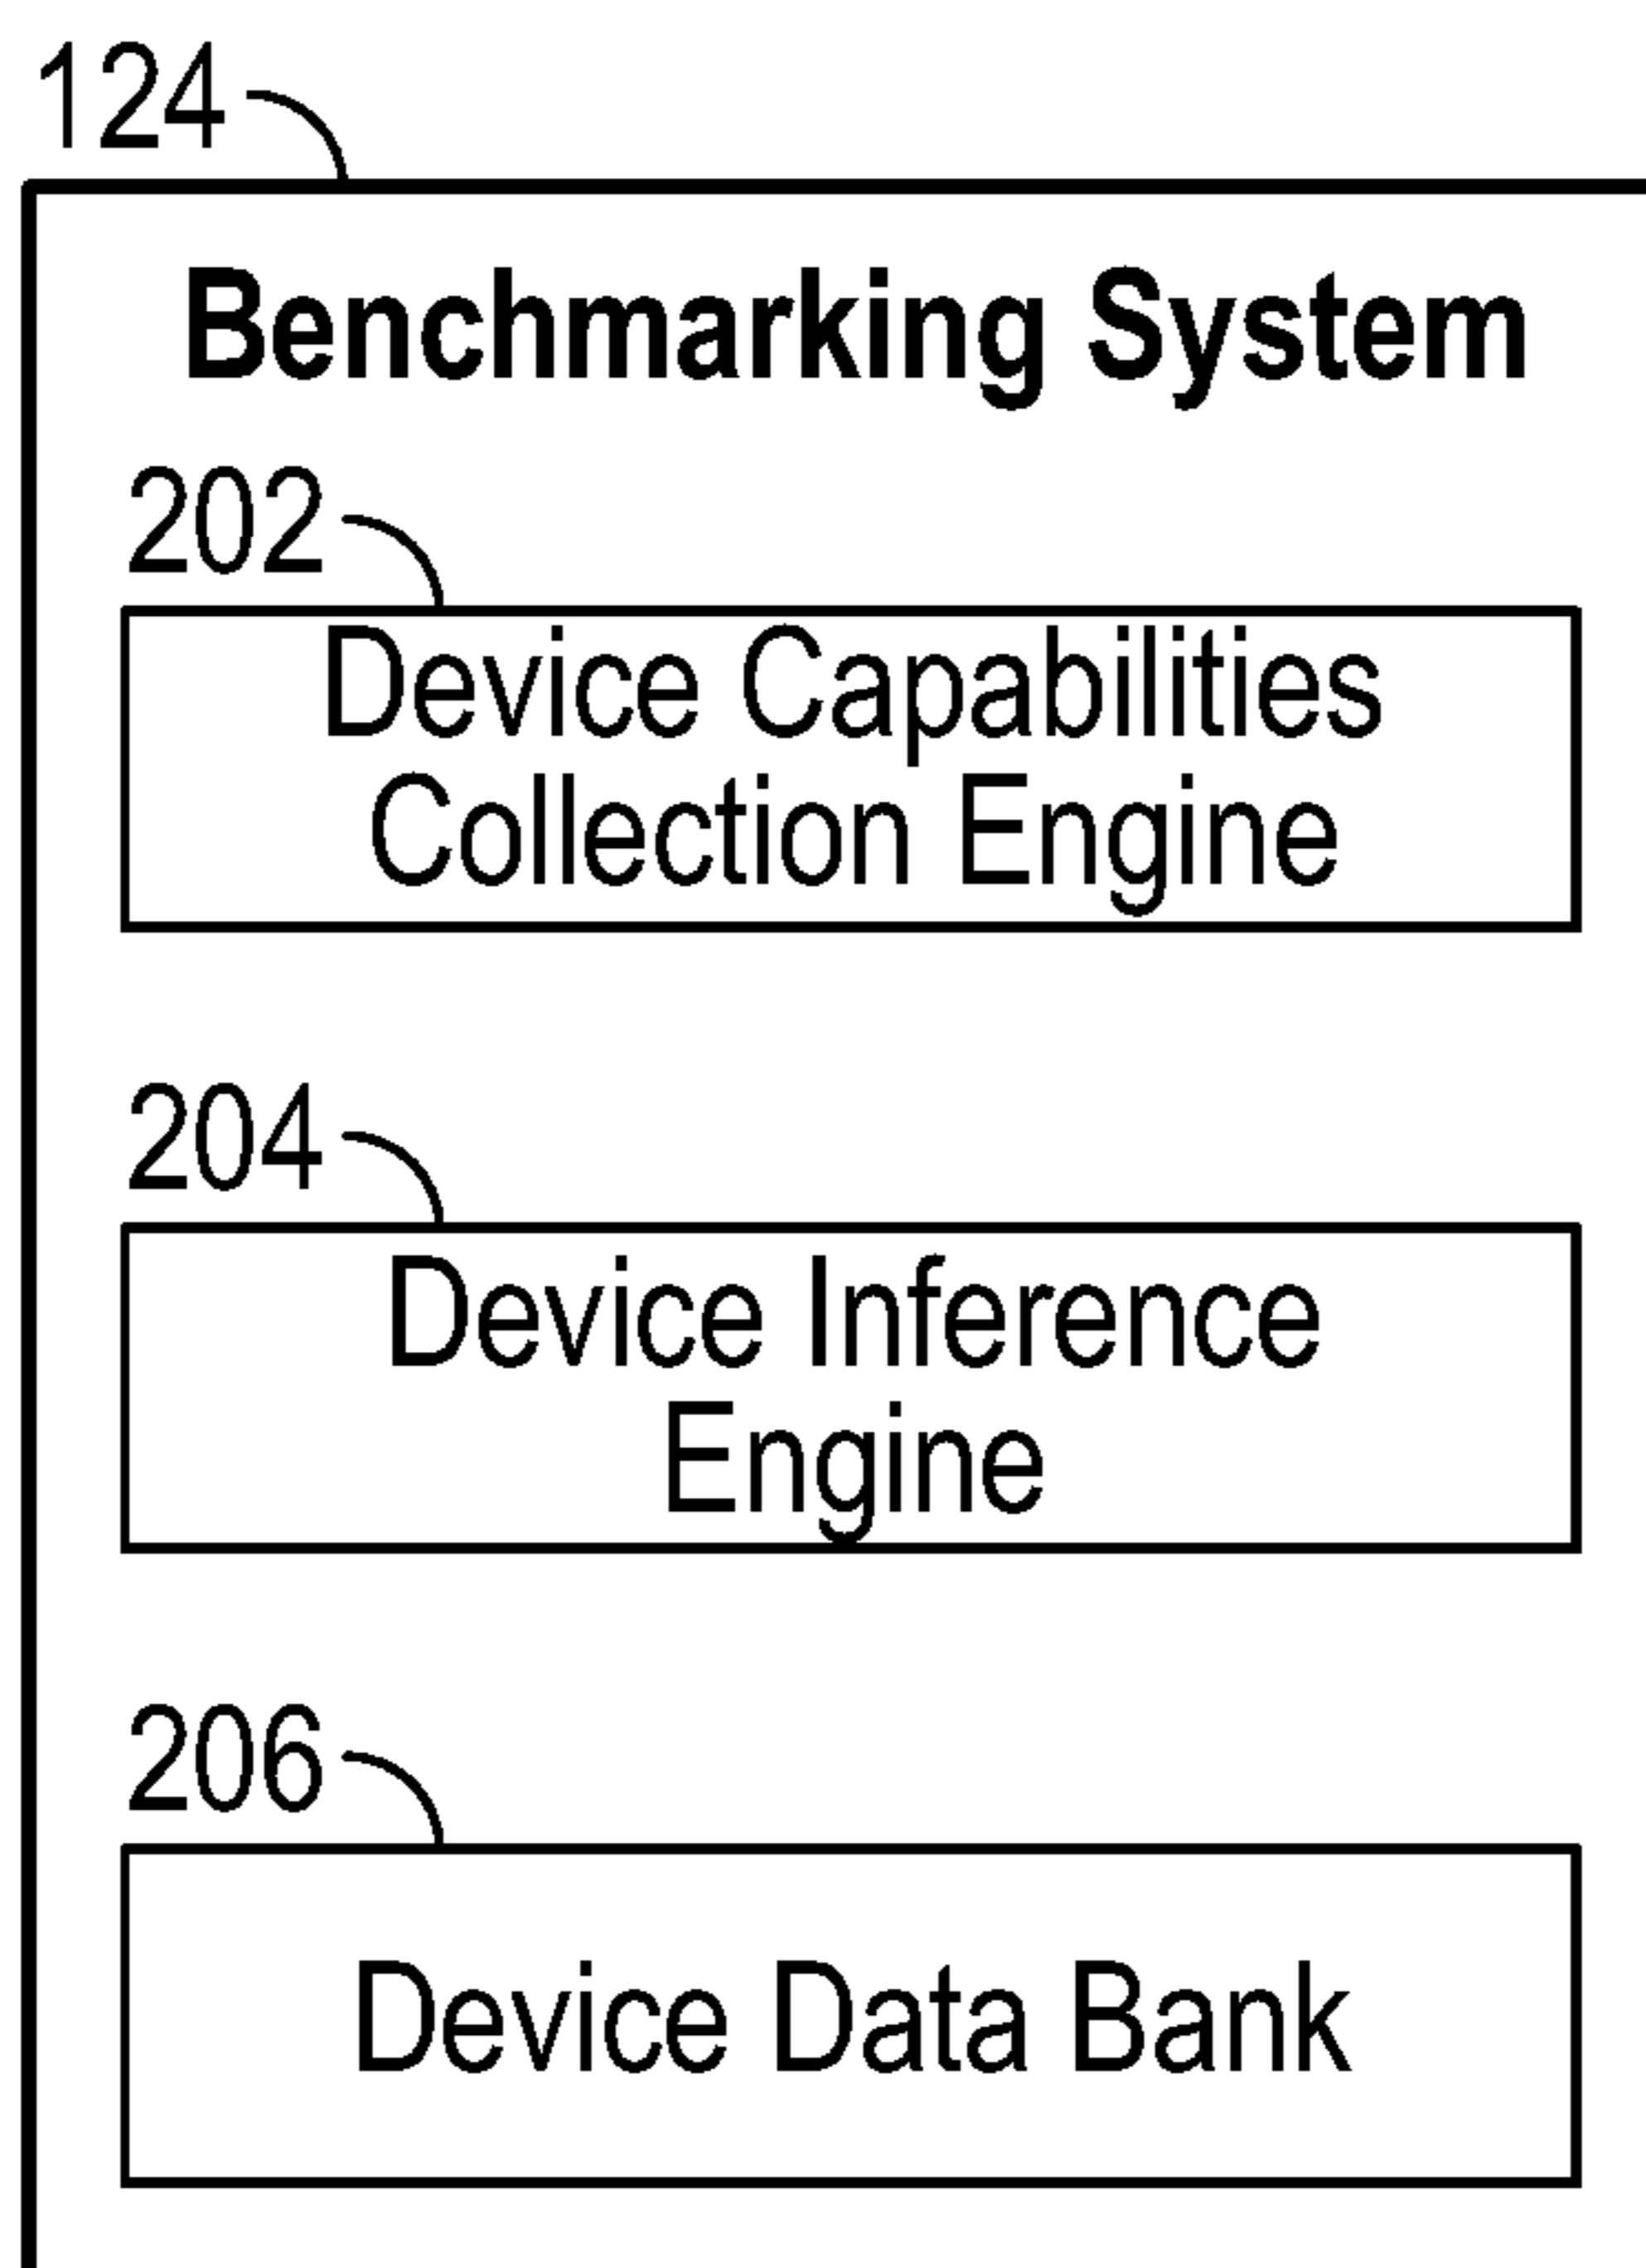 124
Benchmarking System
202
Device Capabilities
Collection Engine
204
Device Inference
Engine
206
Device Data Bank